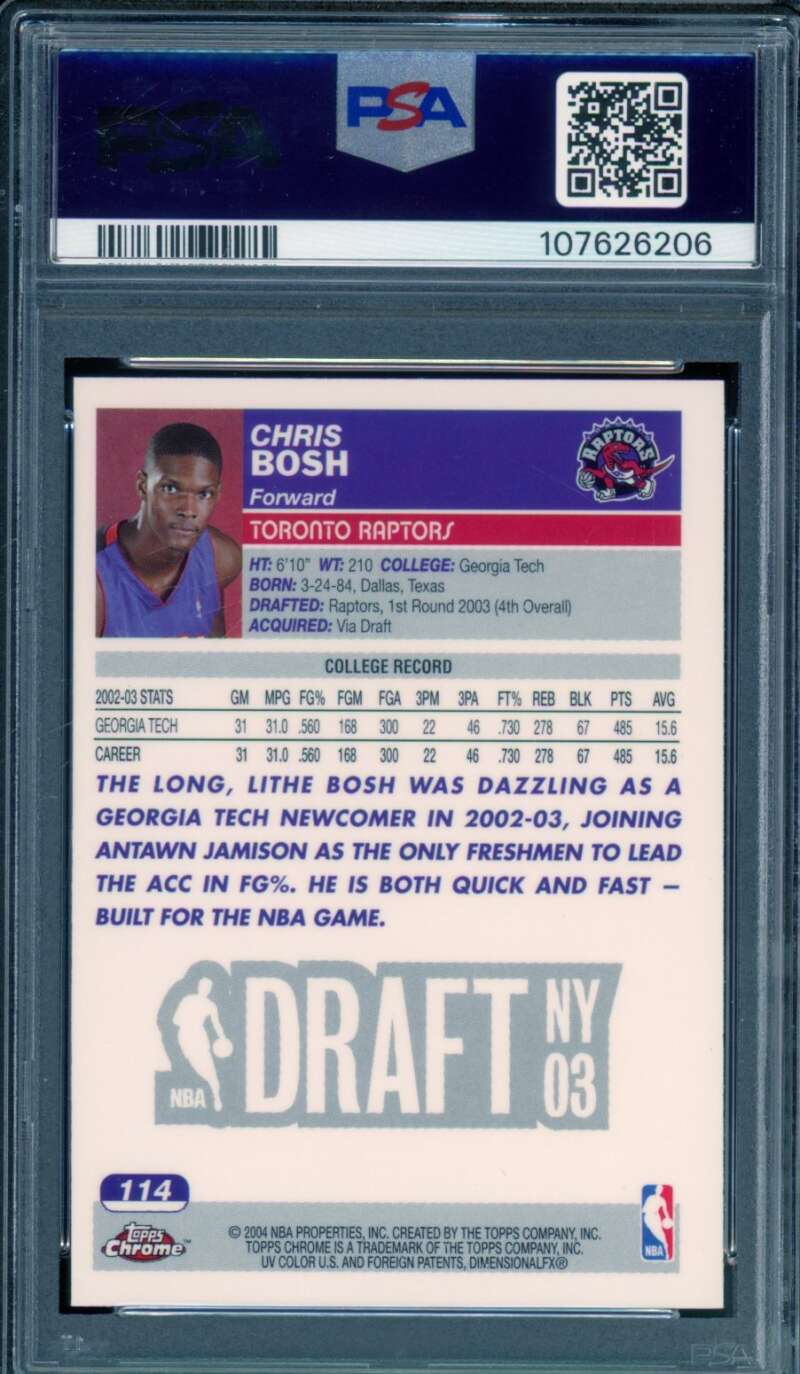 PSA
107626206
CHRIS
BOSH
Forward
RAPTORS
TORONTO RAPTORS
HT: 6'10" WT: 210 COLLEGE: Georgia Tech
BORN: 3-24-84, Dallas, Texas
DRAFTED: Raptors, 1st Round 2003 (4th Overall)
ACQUIRED: Via Draft
COLLEGE RECORD
2002-03 STATS GM MPG FG% FGM FGA 3PM 3PA FT% REB BLK PTS AVG
GEORGIA TECH 31 31.0 .560 168 300 22 46 .730 278 67 485 15.6
CAREER 31 31.0 .560 168 300 22 46 .730 278 67 485 15.6
THE LONG, LITHE BOSH WAS DAZZLING AS A
GEORGIA TECH NEWCOMER IN 2002-03, JOINING
ANTAWN JAMISON AS THE ONLY FRESHMEN TO LEAD
THE ACC IN FG%. HE IS BOTH QUICK AND FAST –
BUILT FOR THE NBA GAME.
NBA DRAFT NY 03
114
Topps Chrome™
© 2004 NBA PROPERTIES, INC. CREATED BY THE TOPPS COMPANY, INC.
TOPPS CHROME IS A TRADEMARK OF THE TOPPS COMPANY, INC.
UV COLOR U.S. AND FOREIGN PATENTS, DIMENSIONALFX®
NBA
PSA